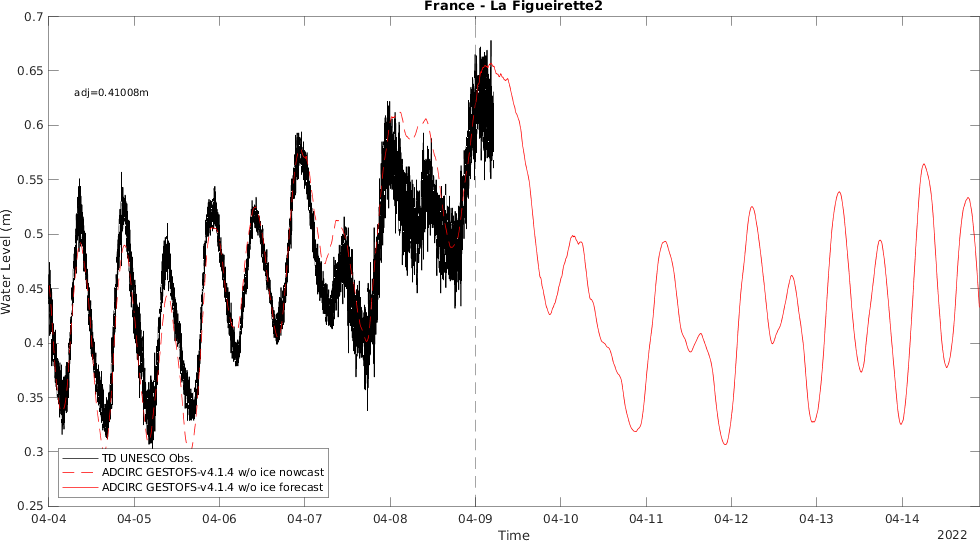 France - La Figueirette2
0.7
0.65
0.6
0.55
0.5
0.45
0.4
0.35
0.3
0.25
Water Level (m)
adj=0.41008m
TD UNESCO Obs.
ADCIRC GESTOFS-v4.1.4 w/o ice nowcast
ADCIRC GESTOFS-v4.1.4 w/o ice forecast
04-04 04-05 04-06 04-07 04-08 04-09 04-10 04-11 04-12 04-13 04-14
Time
2022